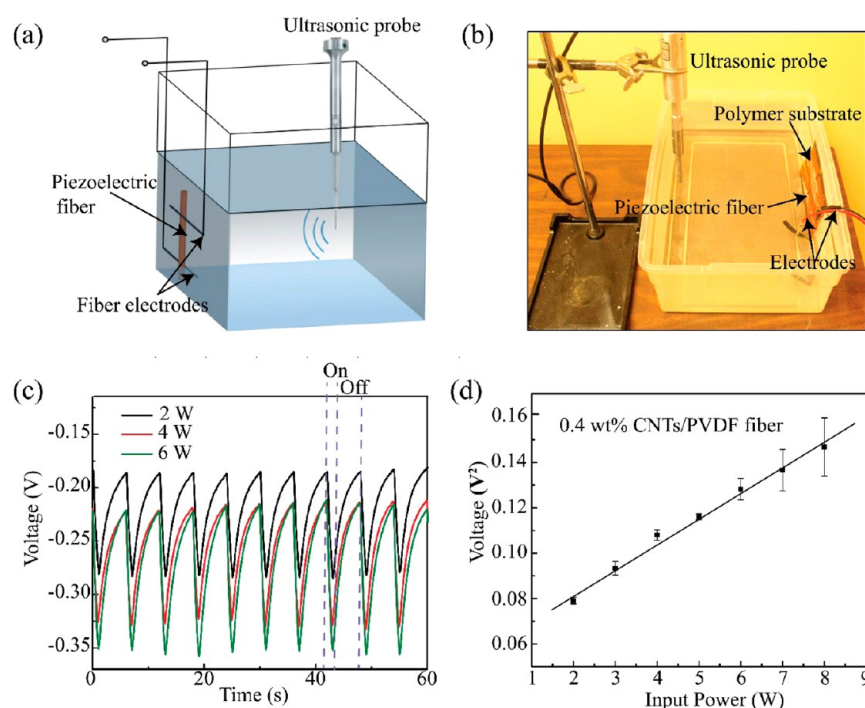 (a)
Ultrasonic probe
Piezoelectric
fiber
Fiber electrodes
(b)
Ultrasonic probe
Polymer substrate
Piezoelectric fiber
Electrodes
(c)
On
Off
2 W
4 W
6 W
-0.15
-0.20
-0.25
-0.30
-0.35
Voltage (V)
0
20
40
60
Time (s)
(d)
0.4 wt% CNTs/PVDF fiber
0.16
0.14
0.12
0.10
0.08
0.06
Voltage (V²)
1 2 3 4 5 6 7 8 9
Input Power (W)